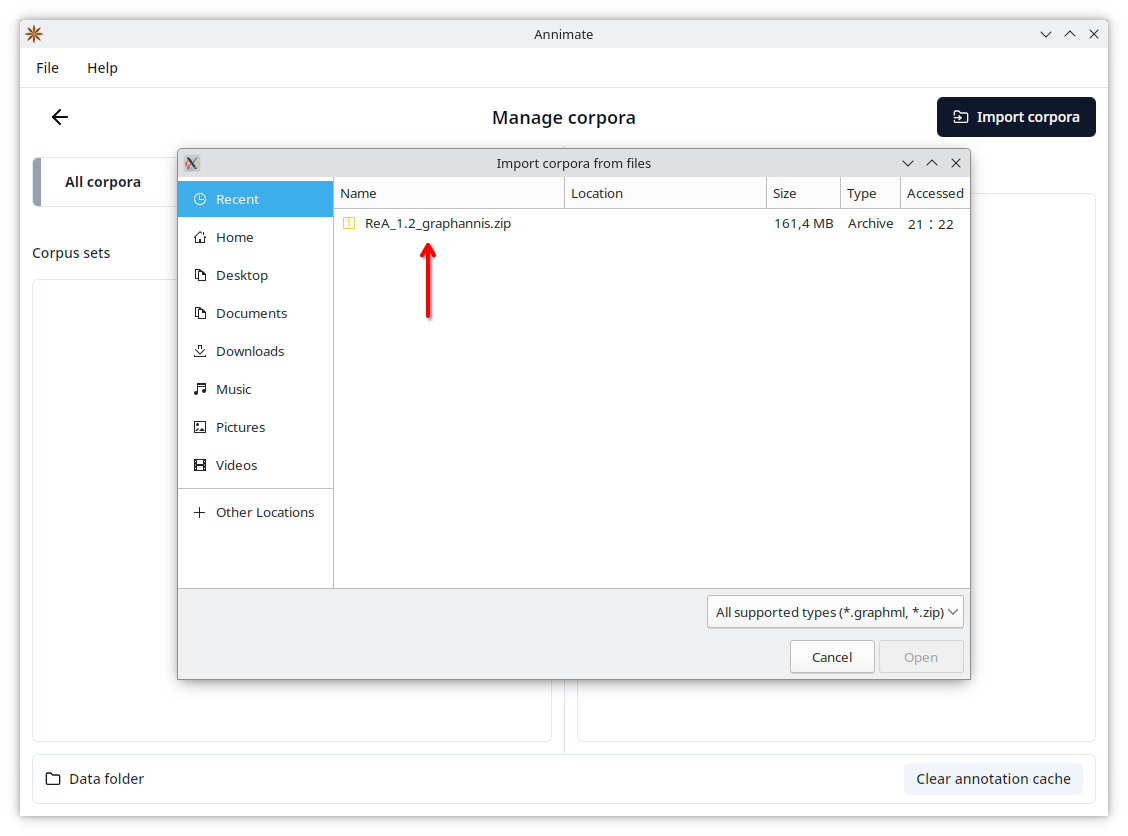 Annimate
File Help
Manage corpora
Import corpora
All corpora
Corpus sets
Import corpora from files
Recent
Home
Desktop
Documents
Downloads
Music
Pictures
Videos
Other Locations
Name Location Size Type Accessed
ReA_1.2_graphannis.zip 161,4 MB Archive 21 : 22
All supported types (*.graphml, *.zip)
Cancel Open
Data folder
Clear annotation cache